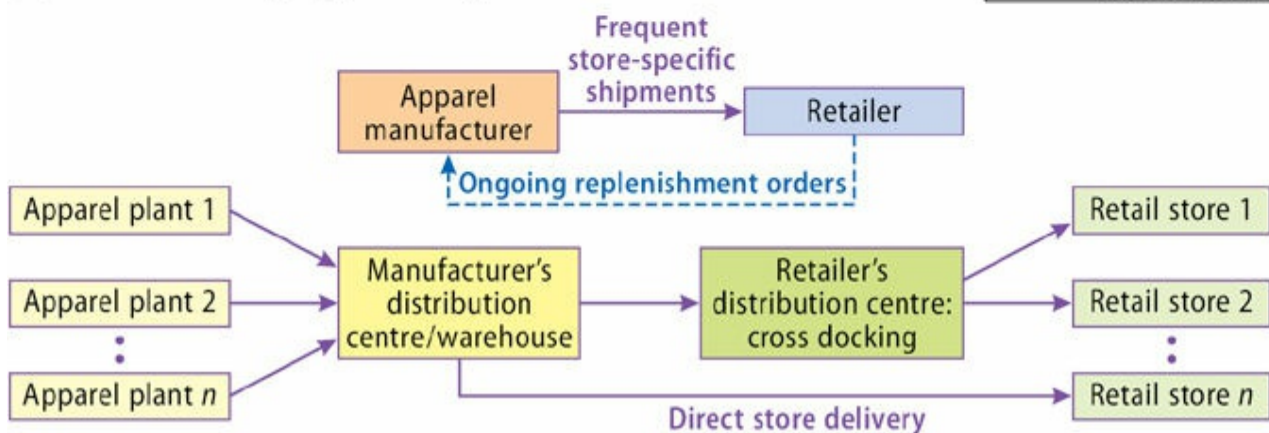 Frequent
store-specific
shipments
Apparel
manufacturer
Retailer
Ongoing replenishment orders
Apparel plant 1
Apparel plant 2
Apparel plant n
Manufacturer's
distribution
centre/warehouse
Retailer's
distribution centre:
cross docking
Retail store 1
Retail store 2
Retail store n
Direct store delivery